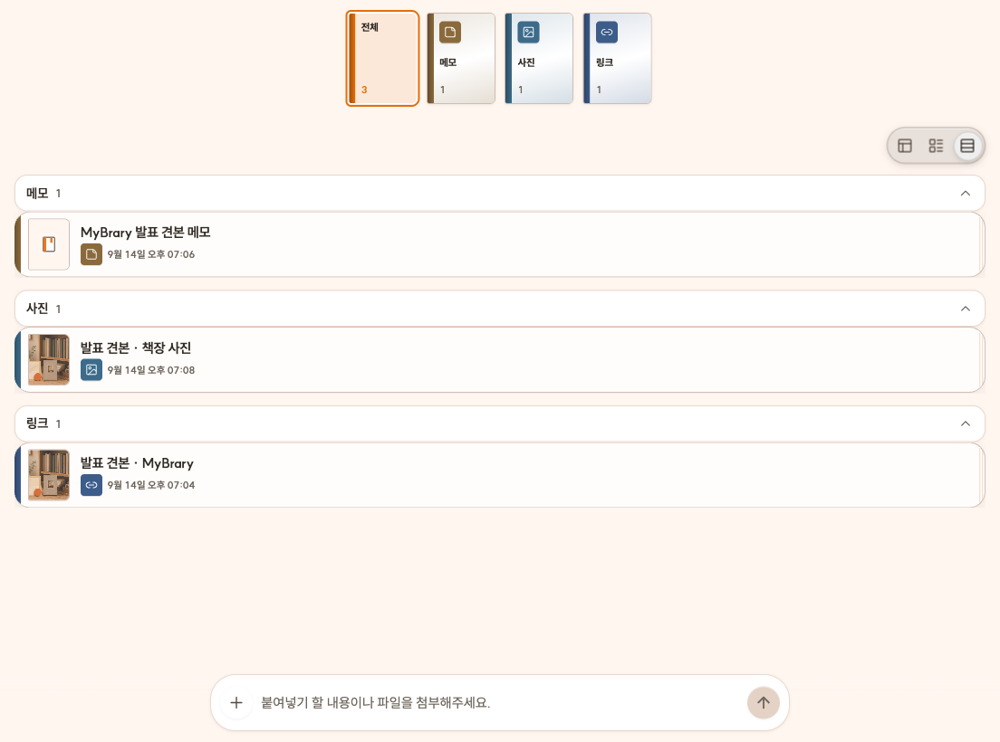 전체
3
메모
1
사진
1
링크
1
메모 1
MyBrary 발표 견본 메모
9월 14일 오후 07:06
사진 1
발표 견본 · 책장 사진
9월 14일 오후 07:08
링크 1
발표 견본 · MyBrary
9월 14일 오후 07:04
붙여넣기 할 내용이나 파일을 첨부해주세요.